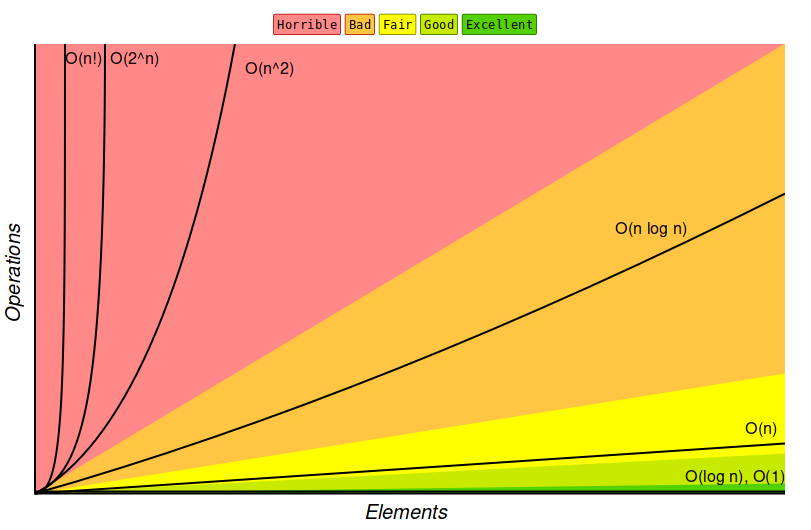 Horrible Bad Fair Good Excellent
O(n!) O(2^n)
O(n^2)
O(n log n)
O(n)
O(log n), O(1)
Operations
Elements